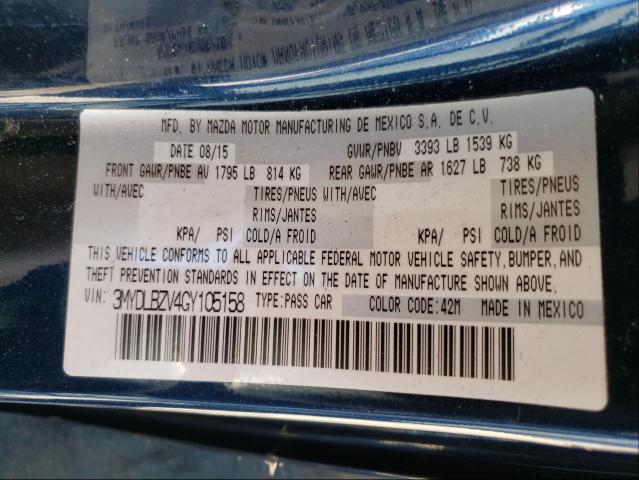 MFD. BY MAZDA MOTOR MANUFACTURING DE MEXICO S.A. DE C.V.
DATE 08/15 GVWR/PNBV 3393 LB 1539 KG
FRONT GAWR/PNBE AV 1795 LB 814 KG REAR GAWR/PNBE AR 1627 LB 738 KG
WITH/AVEC TIRES/PNEUS WITH/AVEC TIRES/PNEUS
RIMS/JANTES RIMS/JANTES
KPA/ PSI COLD/A FROID KPA/ PSI COLD/A FROID
THIS VEHICLE CONFORMS TO ALL APPLICABLE FEDERAL MOTOR VEHICLE SAFETY, BUMPER, AND
THEFT PREVENTION STANDARDS IN EFFECT ON THE DATE OF MANUFACTURE SHOWN ABOVE.
VIN: 3MYDLBZV4GY105158 TYPE:PASS CAR COLOR CODE:42M MADE IN MEXICO